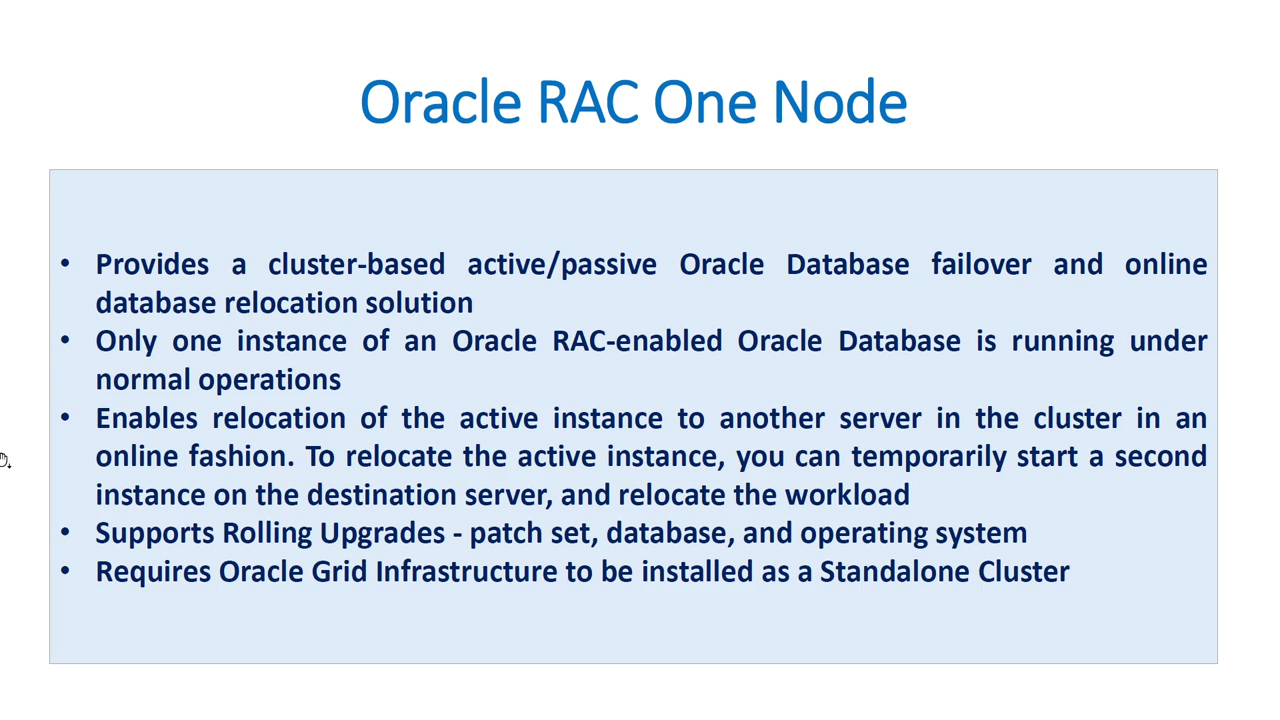 Oracle RAC One Node
• Provides a cluster-based active/passive Oracle Database failover and online
database relocation solution
• Only one instance of an Oracle RAC-enabled Oracle Database is running under
normal operations
• Enables relocation of the active instance to another server in the cluster in an
online fashion. To relocate the active instance, you can temporarily start a second
instance on the destination server, and relocate the workload
• Supports Rolling Upgrades - patch set, database, and operating system
• Requires Oracle Grid Infrastructure to be installed as a Standalone Cluster